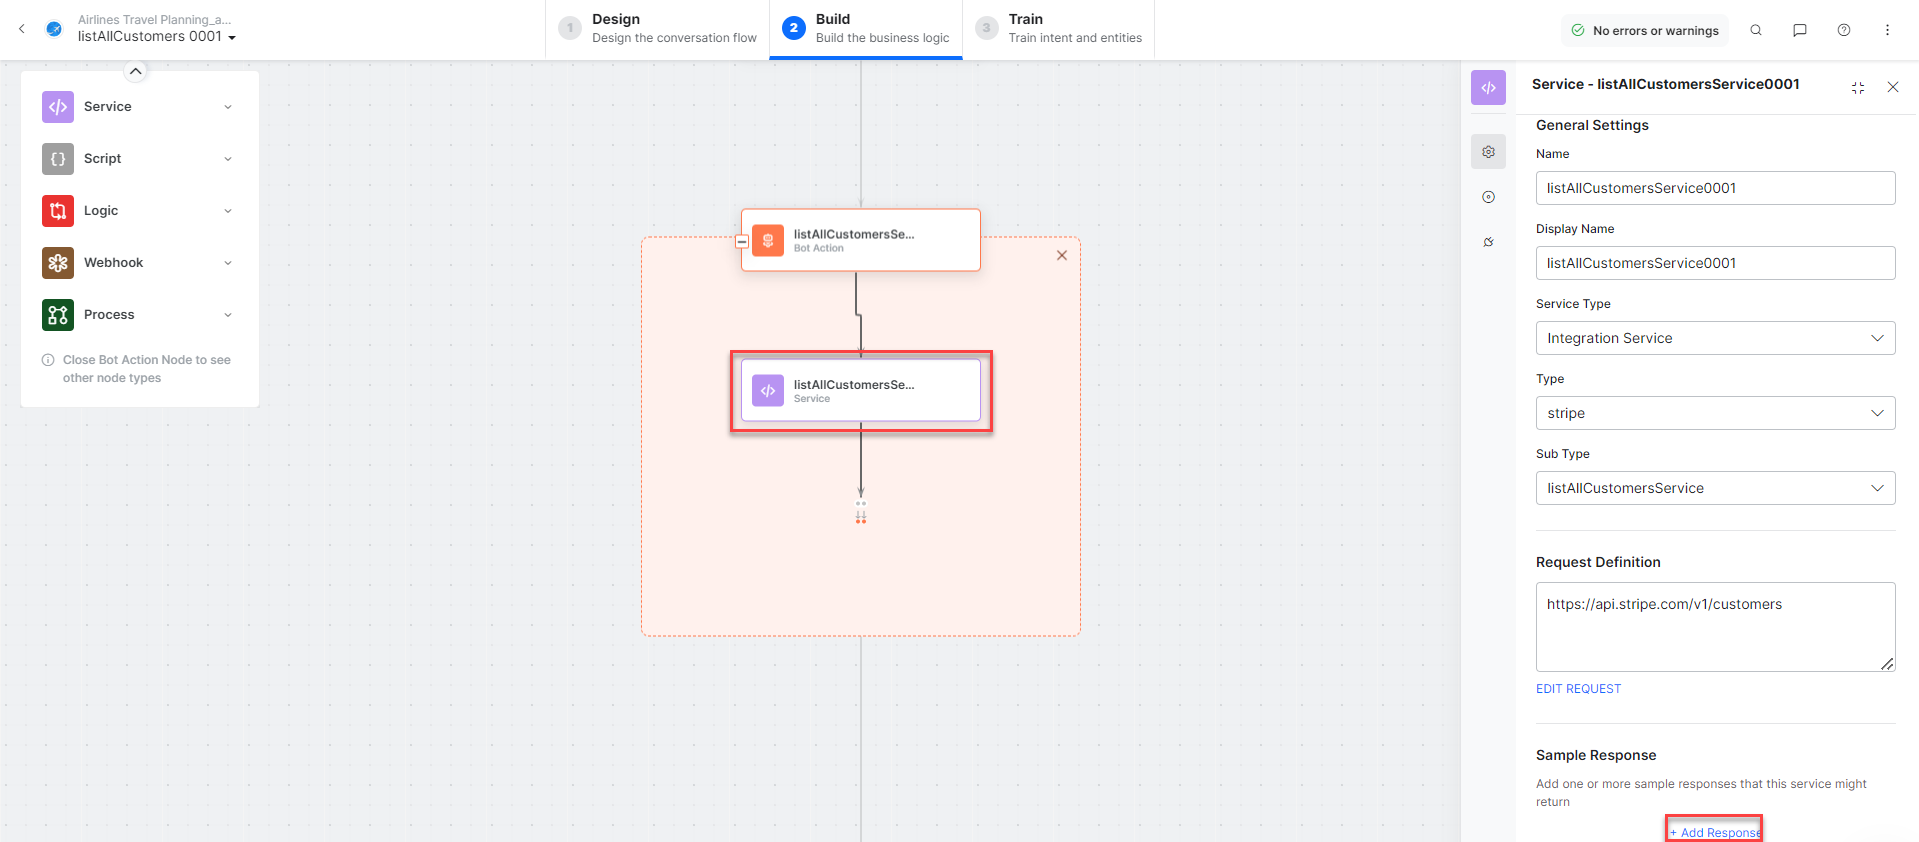 Airlines Travel Planning_a...
listAllCustomers 0001
1
Design
Design the conversation flow
2
Build
Build the business logic
3
Train
Train intent and entities
No errors or warnings
Service
Script
Logic
Webhook
Process
Close Bot Action Node to see
other node types
listAllCustomersSe...
Bot Action
listAllCustomersSe...
Service
Service - listAllCustomersService0001
General Settings
Name
listAllCustomersService0001
Display Name
listAllCustomersService0001
Service Type
Integration Service
Type
stripe
Sub Type
listAllCustomersService
Request Definition
https://api.stripe.com/v1/customers
EDIT REQUEST
Sample Response
Add one or more sample responses that this service might
return
+ Add Response